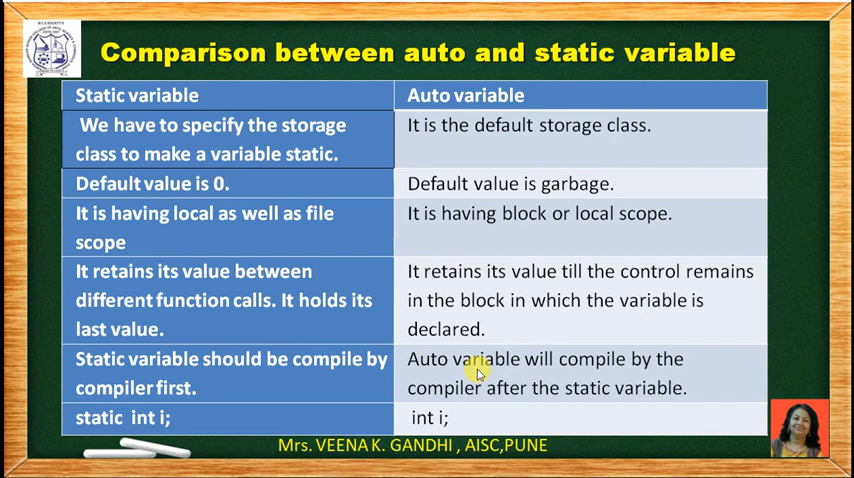 Comparison between auto and static variable
Static variable
Auto variable
We have to specify the storage
class to make a variable static.
It is the default storage class.
Default value is 0.
Default value is garbage.
It is having local as well as file
scope
It is having block or local scope.
It retains its value between
different function calls. It holds its
last value.
It retains its value till the control remains
in the block in which the variable is
declared.
Static variable should be compile by
compiler first.
Auto variable will compile by the
compiler after the static variable.
static int i;
int i;
Mrs. VEENA K. GANDHI , AISC,PUNE